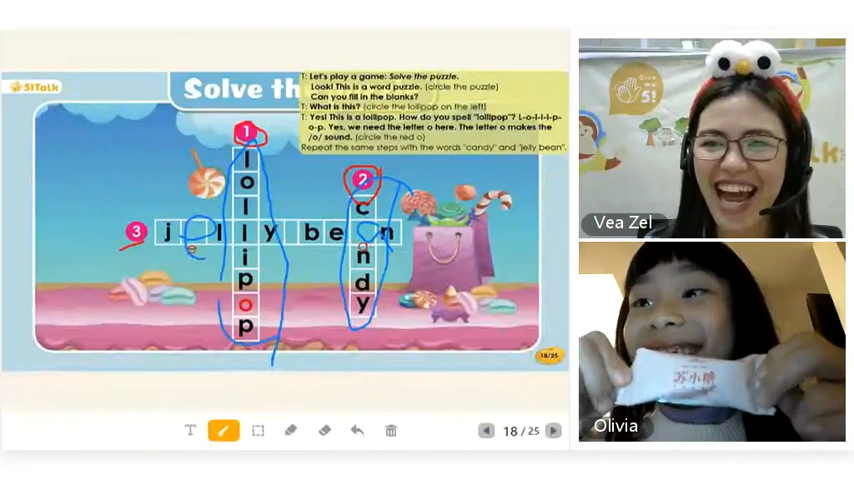 51Talk
Solve th
T: Let's play a game: Solve the puzzle.
Look! This is a word puzzle. (circle the puzzle)
Can you fill in the blanks?
T: What is this? (circle the lollipop on the left)
T: Yes! This is a lollipop. How do you spell "lollipop"? L-o-l-l-i-p-
o-p. Yes, we need the letter o here. The letter o makes the
/o/ sound. (circle the red o)
Repeat the same steps with the words "candy" and "jelly bean".
1
l
o
l
l
i
p
o
p
2
c
a
n
d
y
3
j e l l y b e n
e
18/25
T
18 / 25
Give
me
5!
Talk
Vea Zel
Olivia